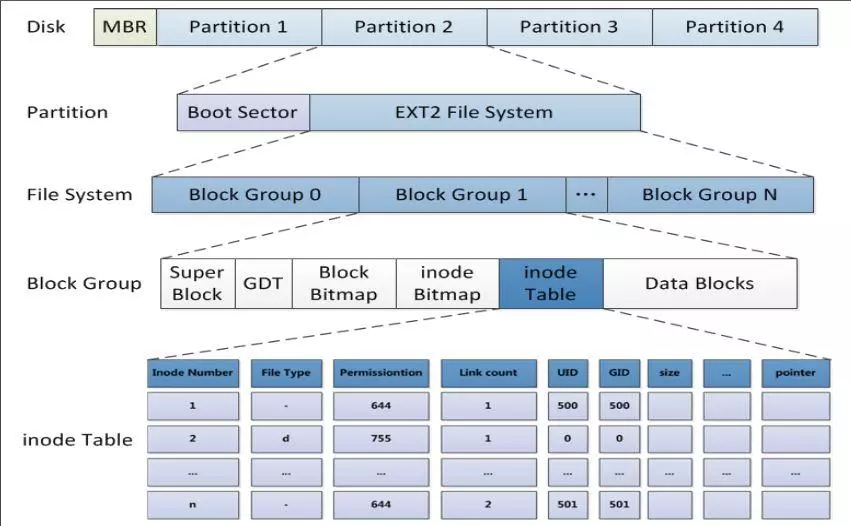 Disk MBR Partition 1 Partition 2 Partition 3 Partition 4
Partition Boot Sector EXT2 File System
File System Block Group 0 Block Group 1 ... Block Group N
Block Group Super Block GDT Block Bitmap inode Bitmap inode Table Data Blocks
inode Table
Inode Number File Type Permissiontion Link count UID GID size ... pointer
1 - 644 1 500 500
2 d 755 1 0 0
... ... ... ... ... ... ... ... ...
n - 644 2 501 501